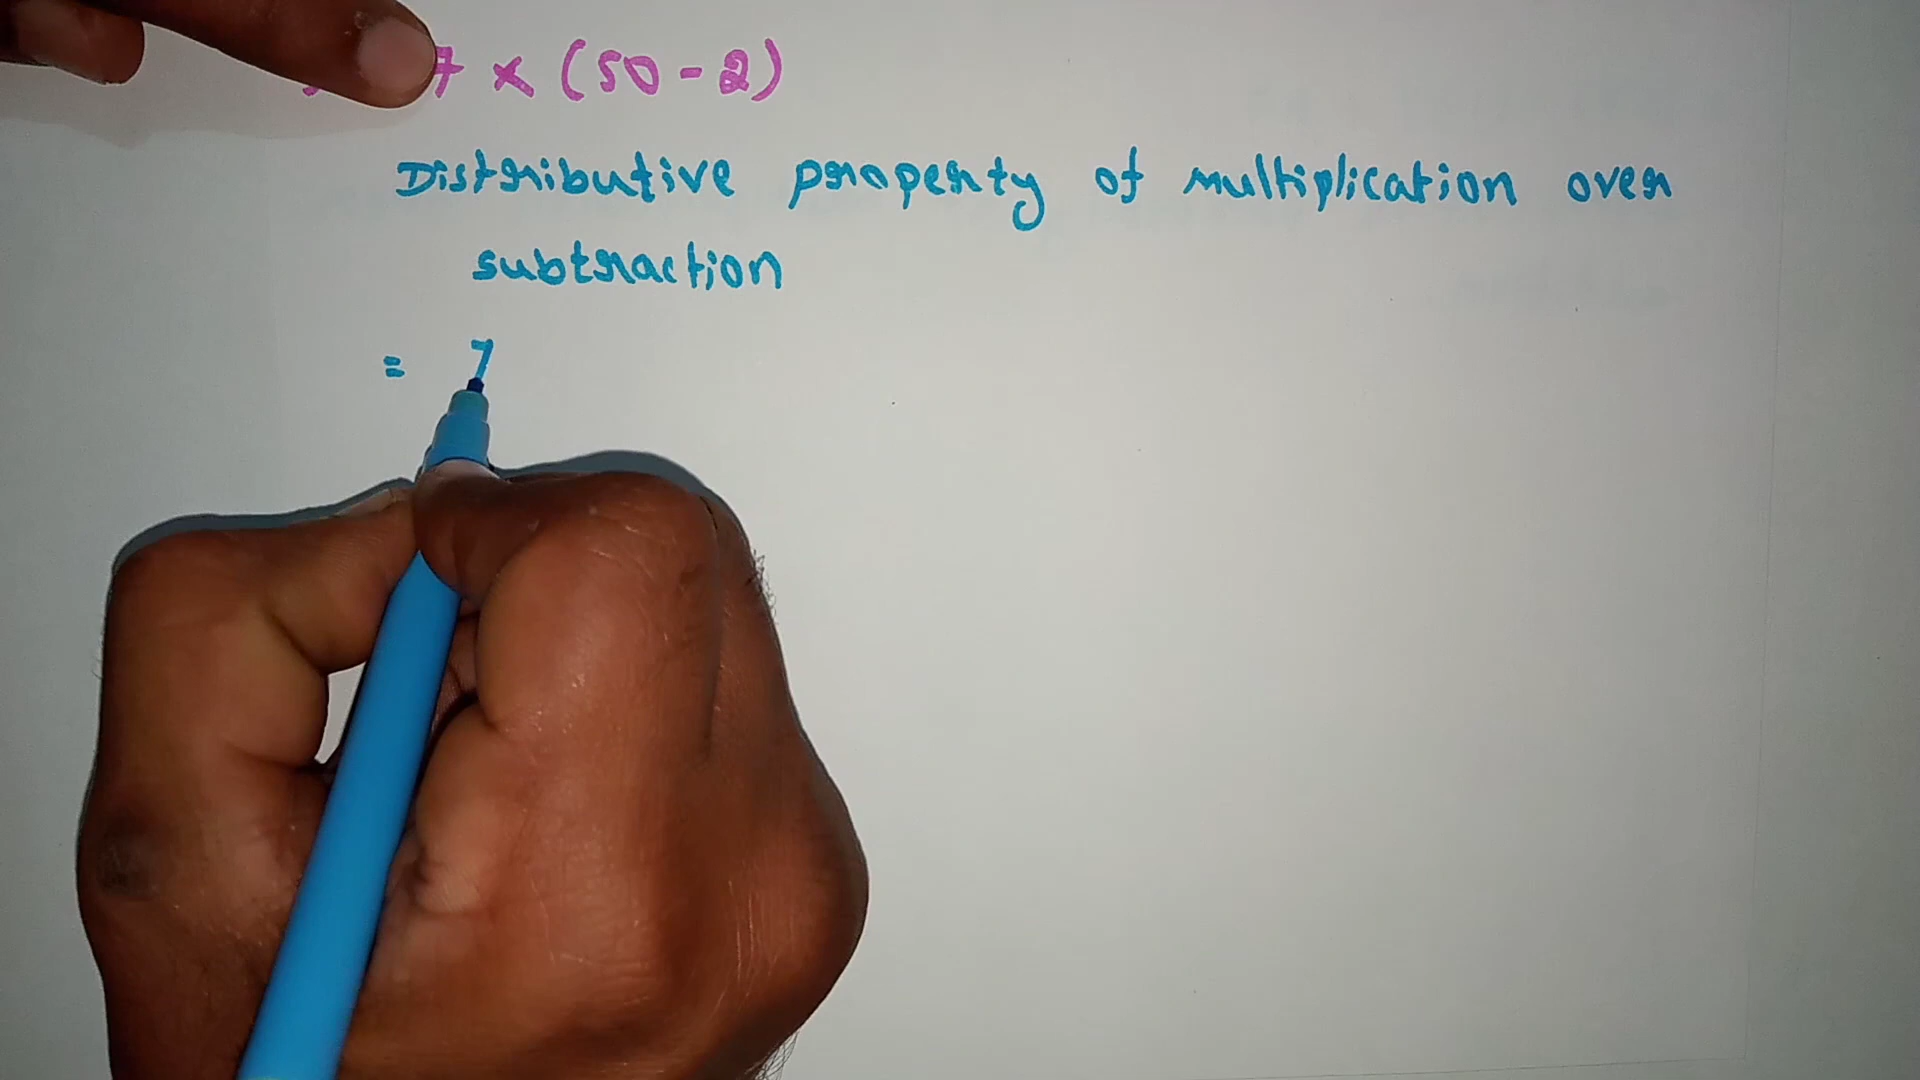 7 × (50 - 2)
Distributive property of multiplication over
subtraction
= 7